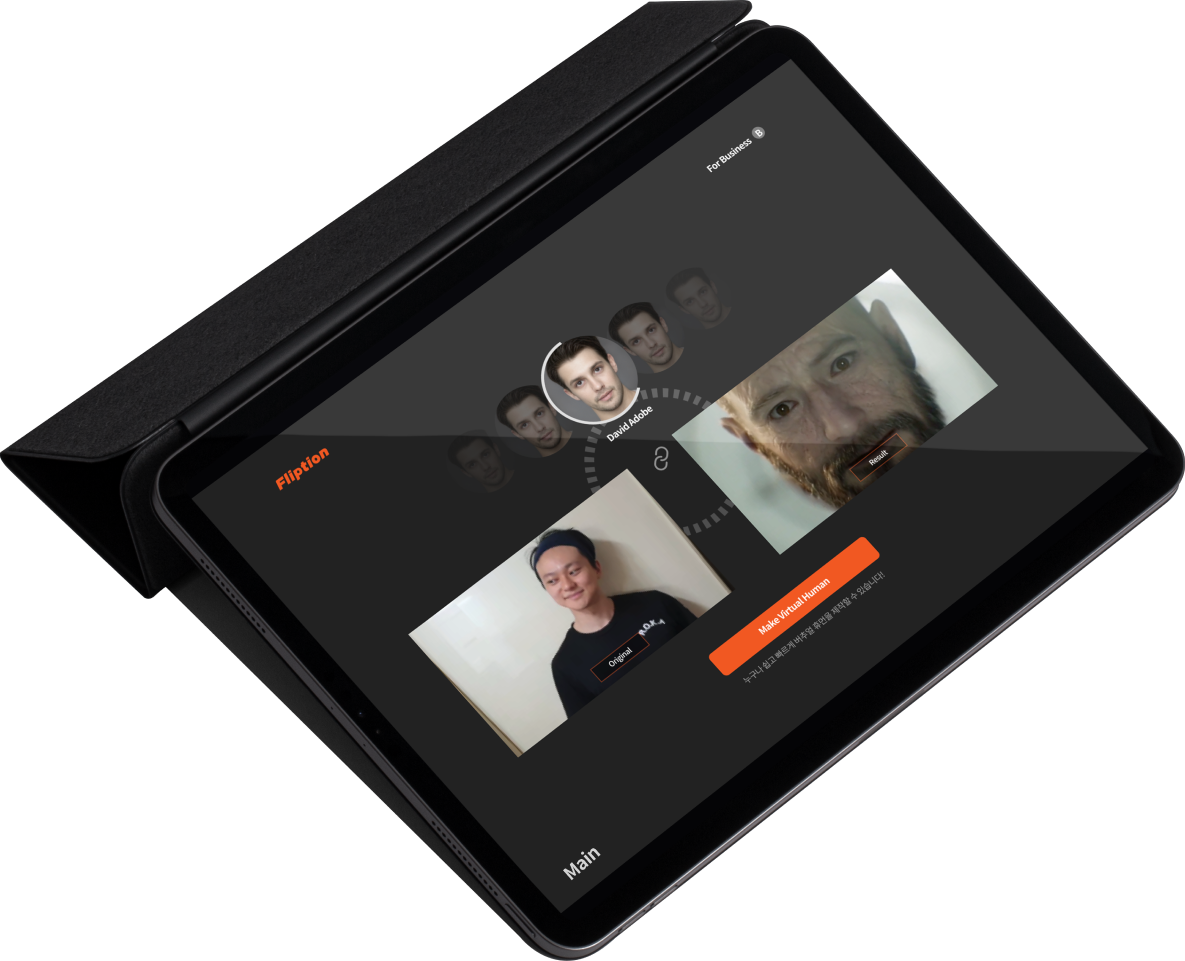 Fliption
For Business B
David Adobe
R.O.K.A
Original
Result
Make Virtual Human
누구나 쉽고 빠르게 버추얼 휴먼을 제작할 수 있습니다!
Main